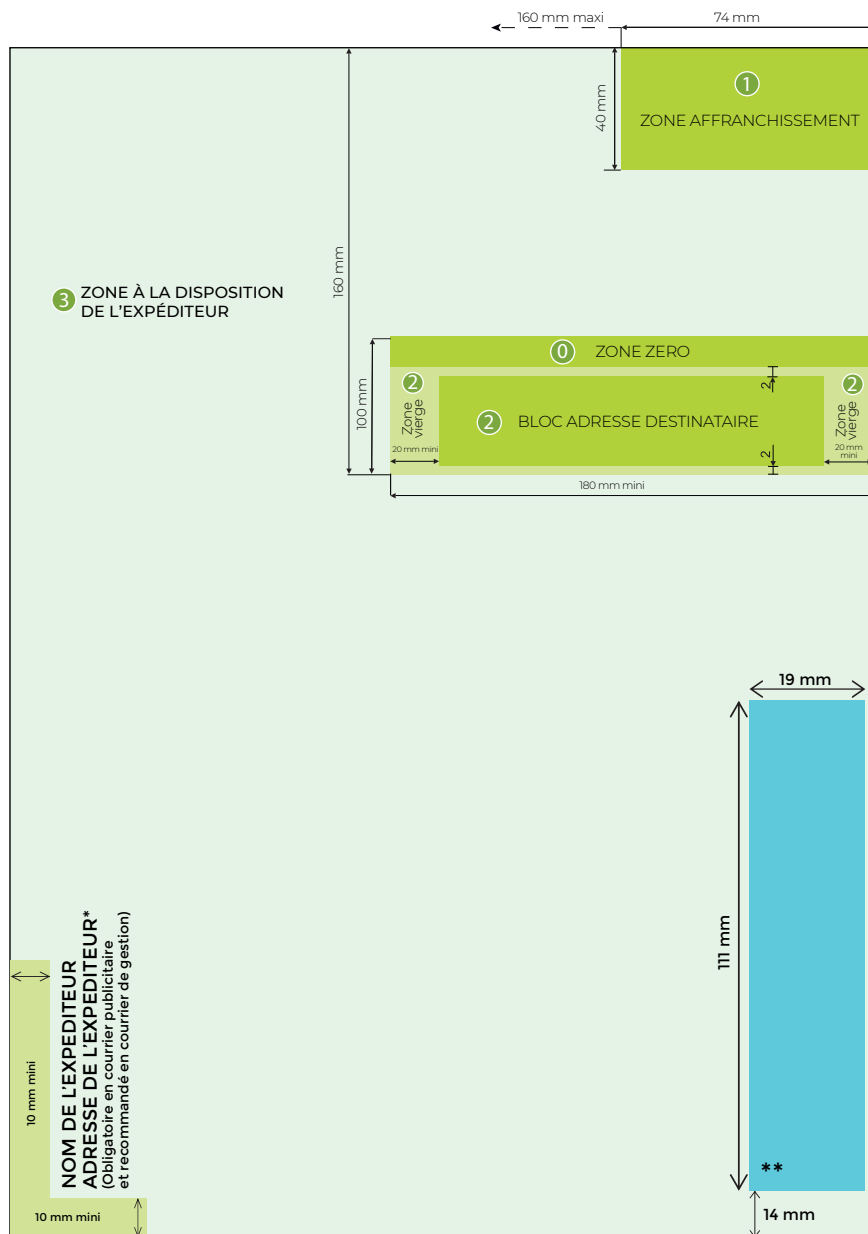 160 mm maxi
74 mm
40 mm
1
ZONE AFFRANCHISSEMENT
160 mm
3 ZONE À LA DISPOSITION
DE L'EXPÉDITEUR
0 ZONE ZERO
100 mm
2
Zone
vierge
20 mm mini
2 BLOC ADRESSE DESTINATAIRE
2
2
2
Zone
vierge
20 mm
mini
180 mm mini
19 mm
111 mm
**
14 mm
NOM DE L'EXPEDITEUR
ADRESSE DE L'EXPEDITEUR*
(Obligatoire en courrier publicitaire
et recommandé en courrier de gestion)
10 mm mini
10 mm mini